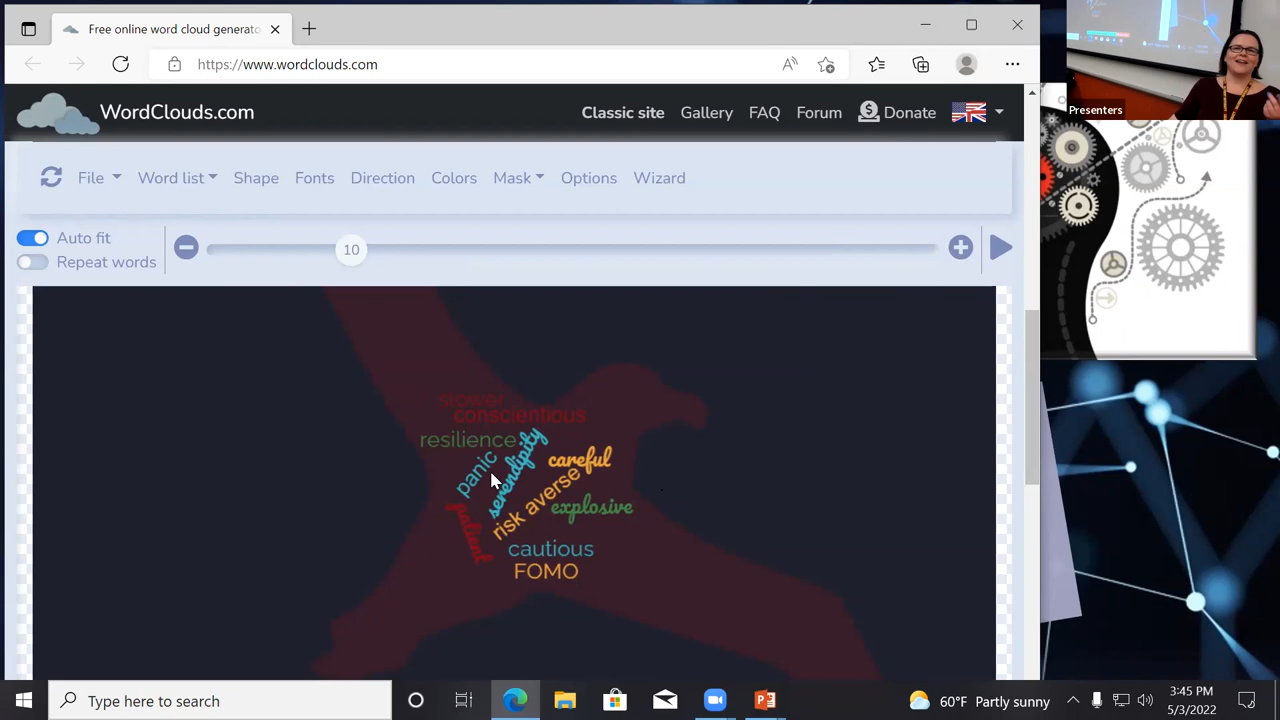 Free online word cloud generato
https://www.wordclouds.com
WordClouds.com
Classic site
Gallery
FAQ
Forum
Donate
Presenters
File
Word list
Shape
Fonts
Direction
Colors
Mask
Options
Wizard
Auto fit
Repeat words
10
slower
conscientious
resilience
panic
serendipity
careful
risk averse
explosive
patient
cautious
FOMO
Type here to search
60°F Partly sunny
3:45 PM
5/3/2022